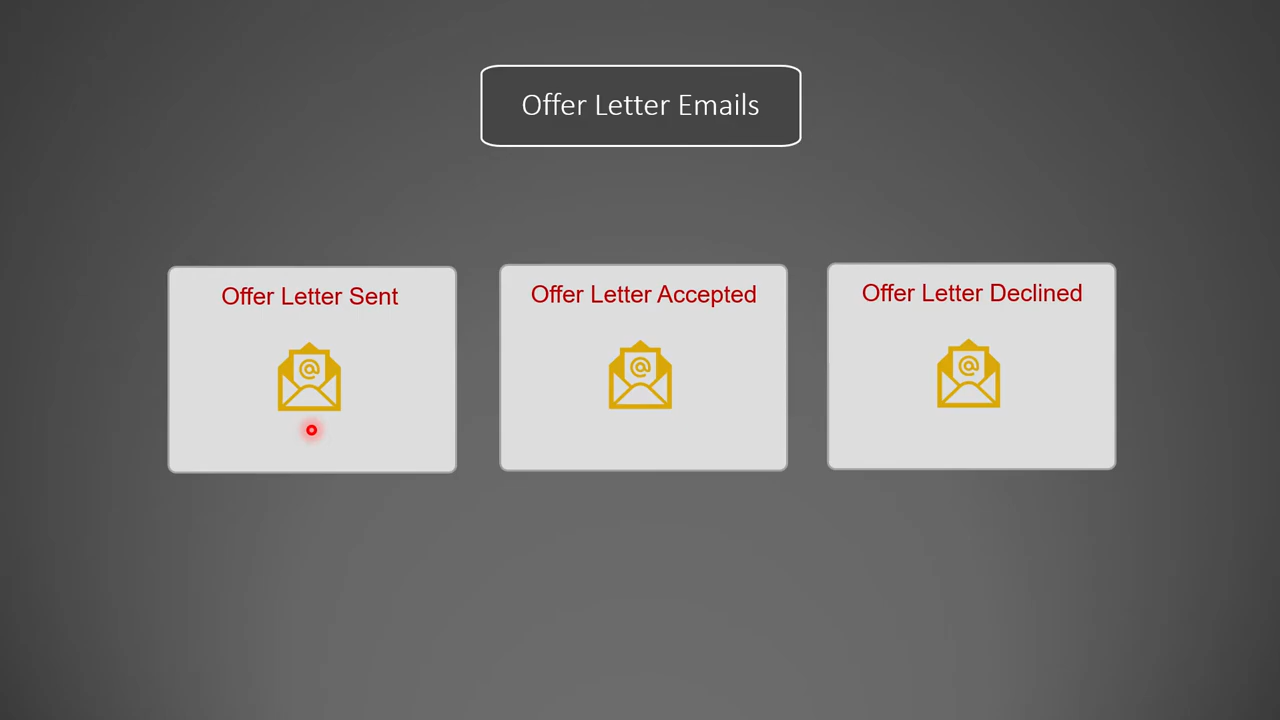 Offer Letter Emails
Offer Letter Sent
Offer Letter Accepted
Offer Letter Declined